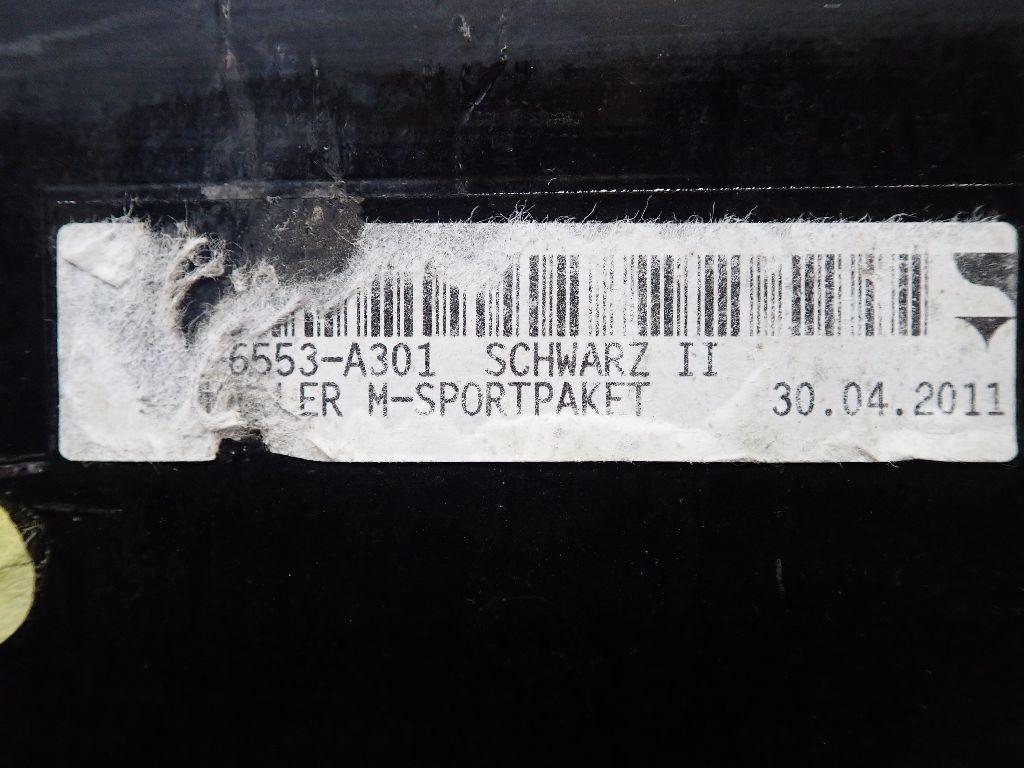 6553-A301 SCHWARZ II
LER M-SPORTPAKET 30.04.2011